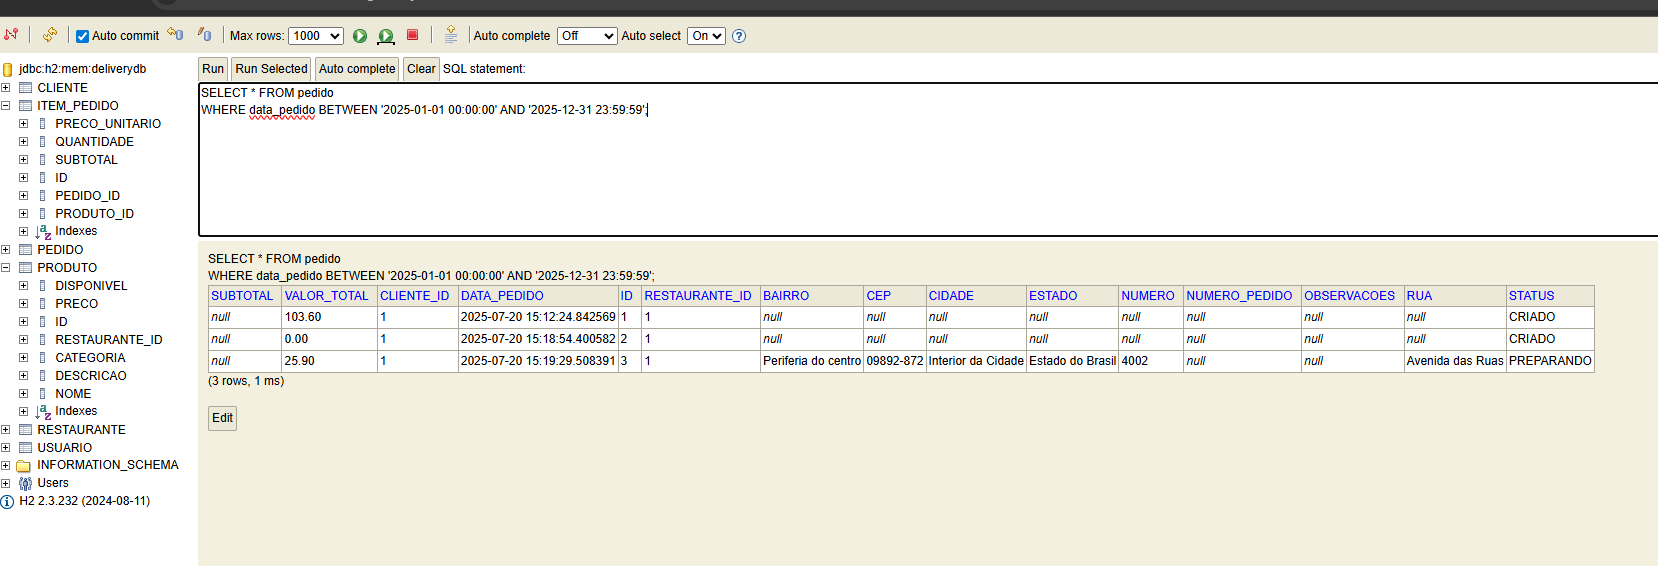 Auto commit Max rows: 1000 Auto complete Off Auto select On
jdbc:h2:mem:deliverydb
CLIENTE
ITEM_PEDIDO
PRECO_UNITARIO
QUANTIDADE
SUBTOTAL
ID
PEDIDO_ID
PRODUTO_ID
Indexes
PEDIDO
PRODUTO
DISPONIVEL
PRECO
ID
RESTAURANTE_ID
CATEGORIA
DESCRICAO
NOME
Indexes
RESTAURANTE
USUARIO
INFORMATION_SCHEMA
Users
H2 2.3.232 (2024-08-11)
Run Run Selected Auto complete Clear SQL statement:
SELECT * FROM pedido
WHERE data_pedido BETWEEN '2025-01-01 00:00:00' AND '2025-12-31 23:59:59';
SELECT * FROM pedido
WHERE data_pedido BETWEEN '2025-01-01 00:00:00' AND '2025-12-31 23:59:59';
SUBTOTAL VALOR_TOTAL CLIENTE_ID DATA_PEDIDO ID RESTAURANTE_ID BAIRRO CEP CIDADE ESTADO NUMERO NUMERO_PEDIDO OBSERVACOES RUA STATUS
null 103.60 1 2025-07-20 15:12:24.842569 1 1 null null null null null null null null CRIADO
null 0.00 1 2025-07-20 15:18:54.400582 2 1 null null null null null null null null CRIADO
null 25.90 1 2025-07-20 15:19:29.508391 3 1 Periferia do centro 09892-872 Interior da Cidade Estado do Brasil 4002 null null Avenida das Ruas PREPARANDO
(3 rows, 1 ms)
Edit